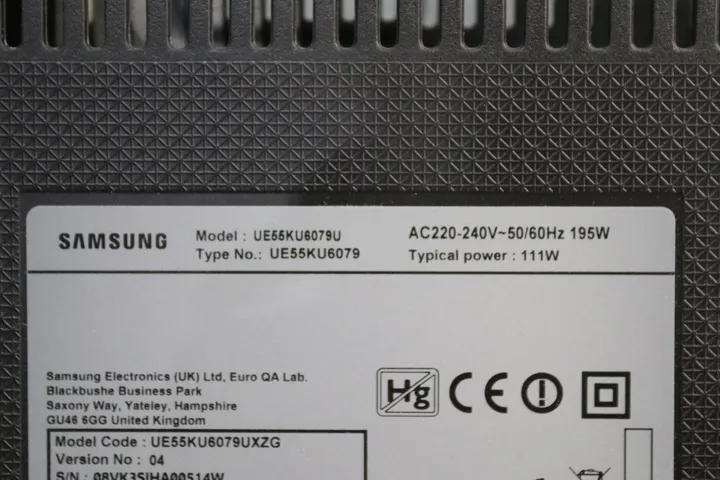 SAMSUNG
Model : UE55KU6079U
Type No.: UE55KU6079
AC220-240V~50/60Hz 195W
Typical power : 111W
Samsung Electronics (UK) Ltd, Euro QA Lab.
Blackbushe Business Park
Saxony Way, Yateley, Hampshire
GU46 6GG United Kingdom
Hg CE
Model Code : UE55KU6079UXZG
Version No : 04
S/N :